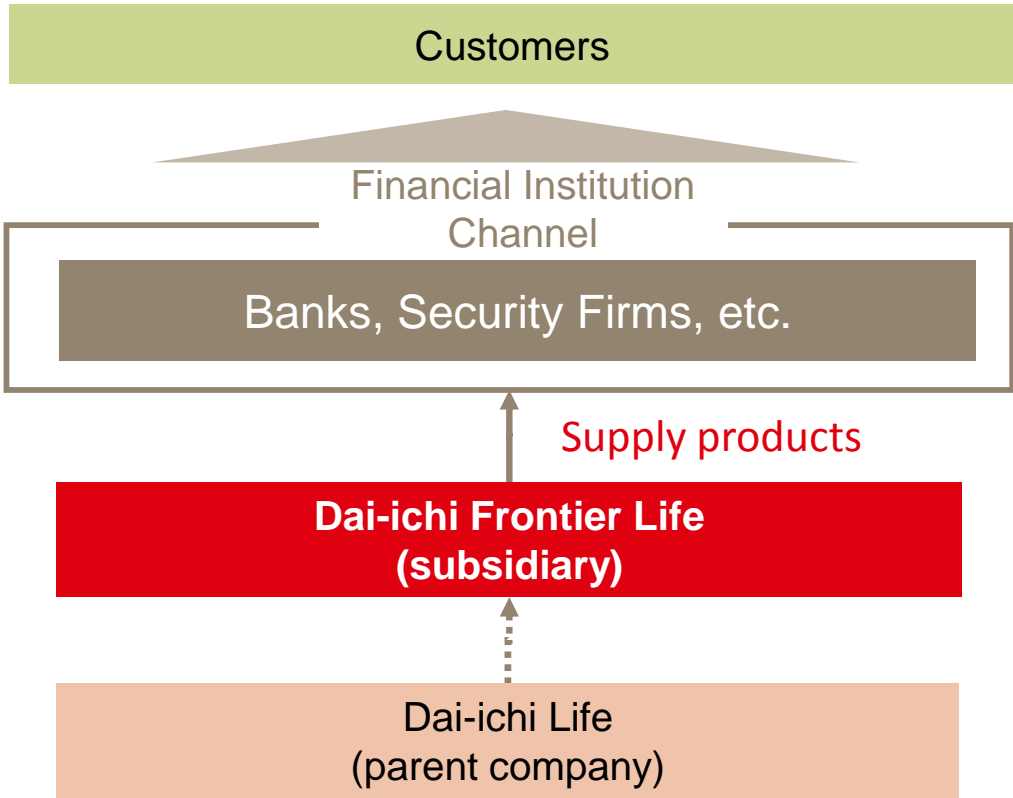 Customers
Financial Institution
Channel
Banks, Security Firms, etc.
Supply products
Dai-ichi Frontier Life
(subsidiary)
Dai-ichi Life
(parent company)